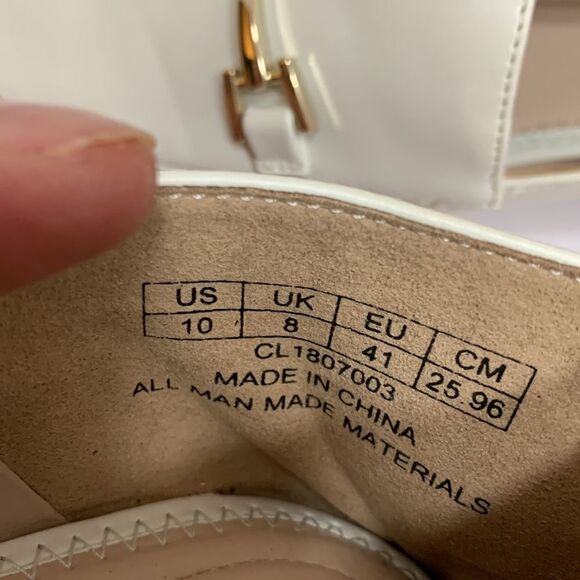 US UK EU CM
10 8 41 25.96
CL1807003
MADE IN CHINA
ALL MAN MADE MATERIALS